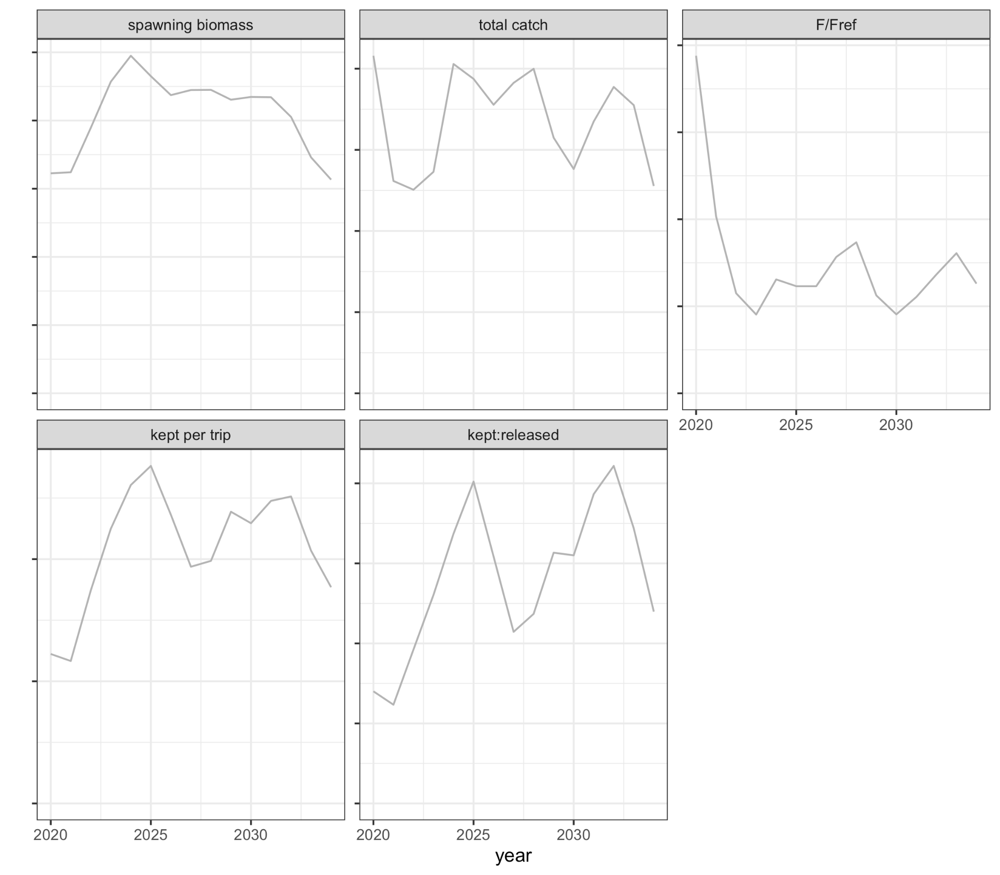 spawning biomass
total catch
F/Fref
2020 2025 2030
kept per trip
kept:released
2020 2025 2030
2020 2025 2030
year